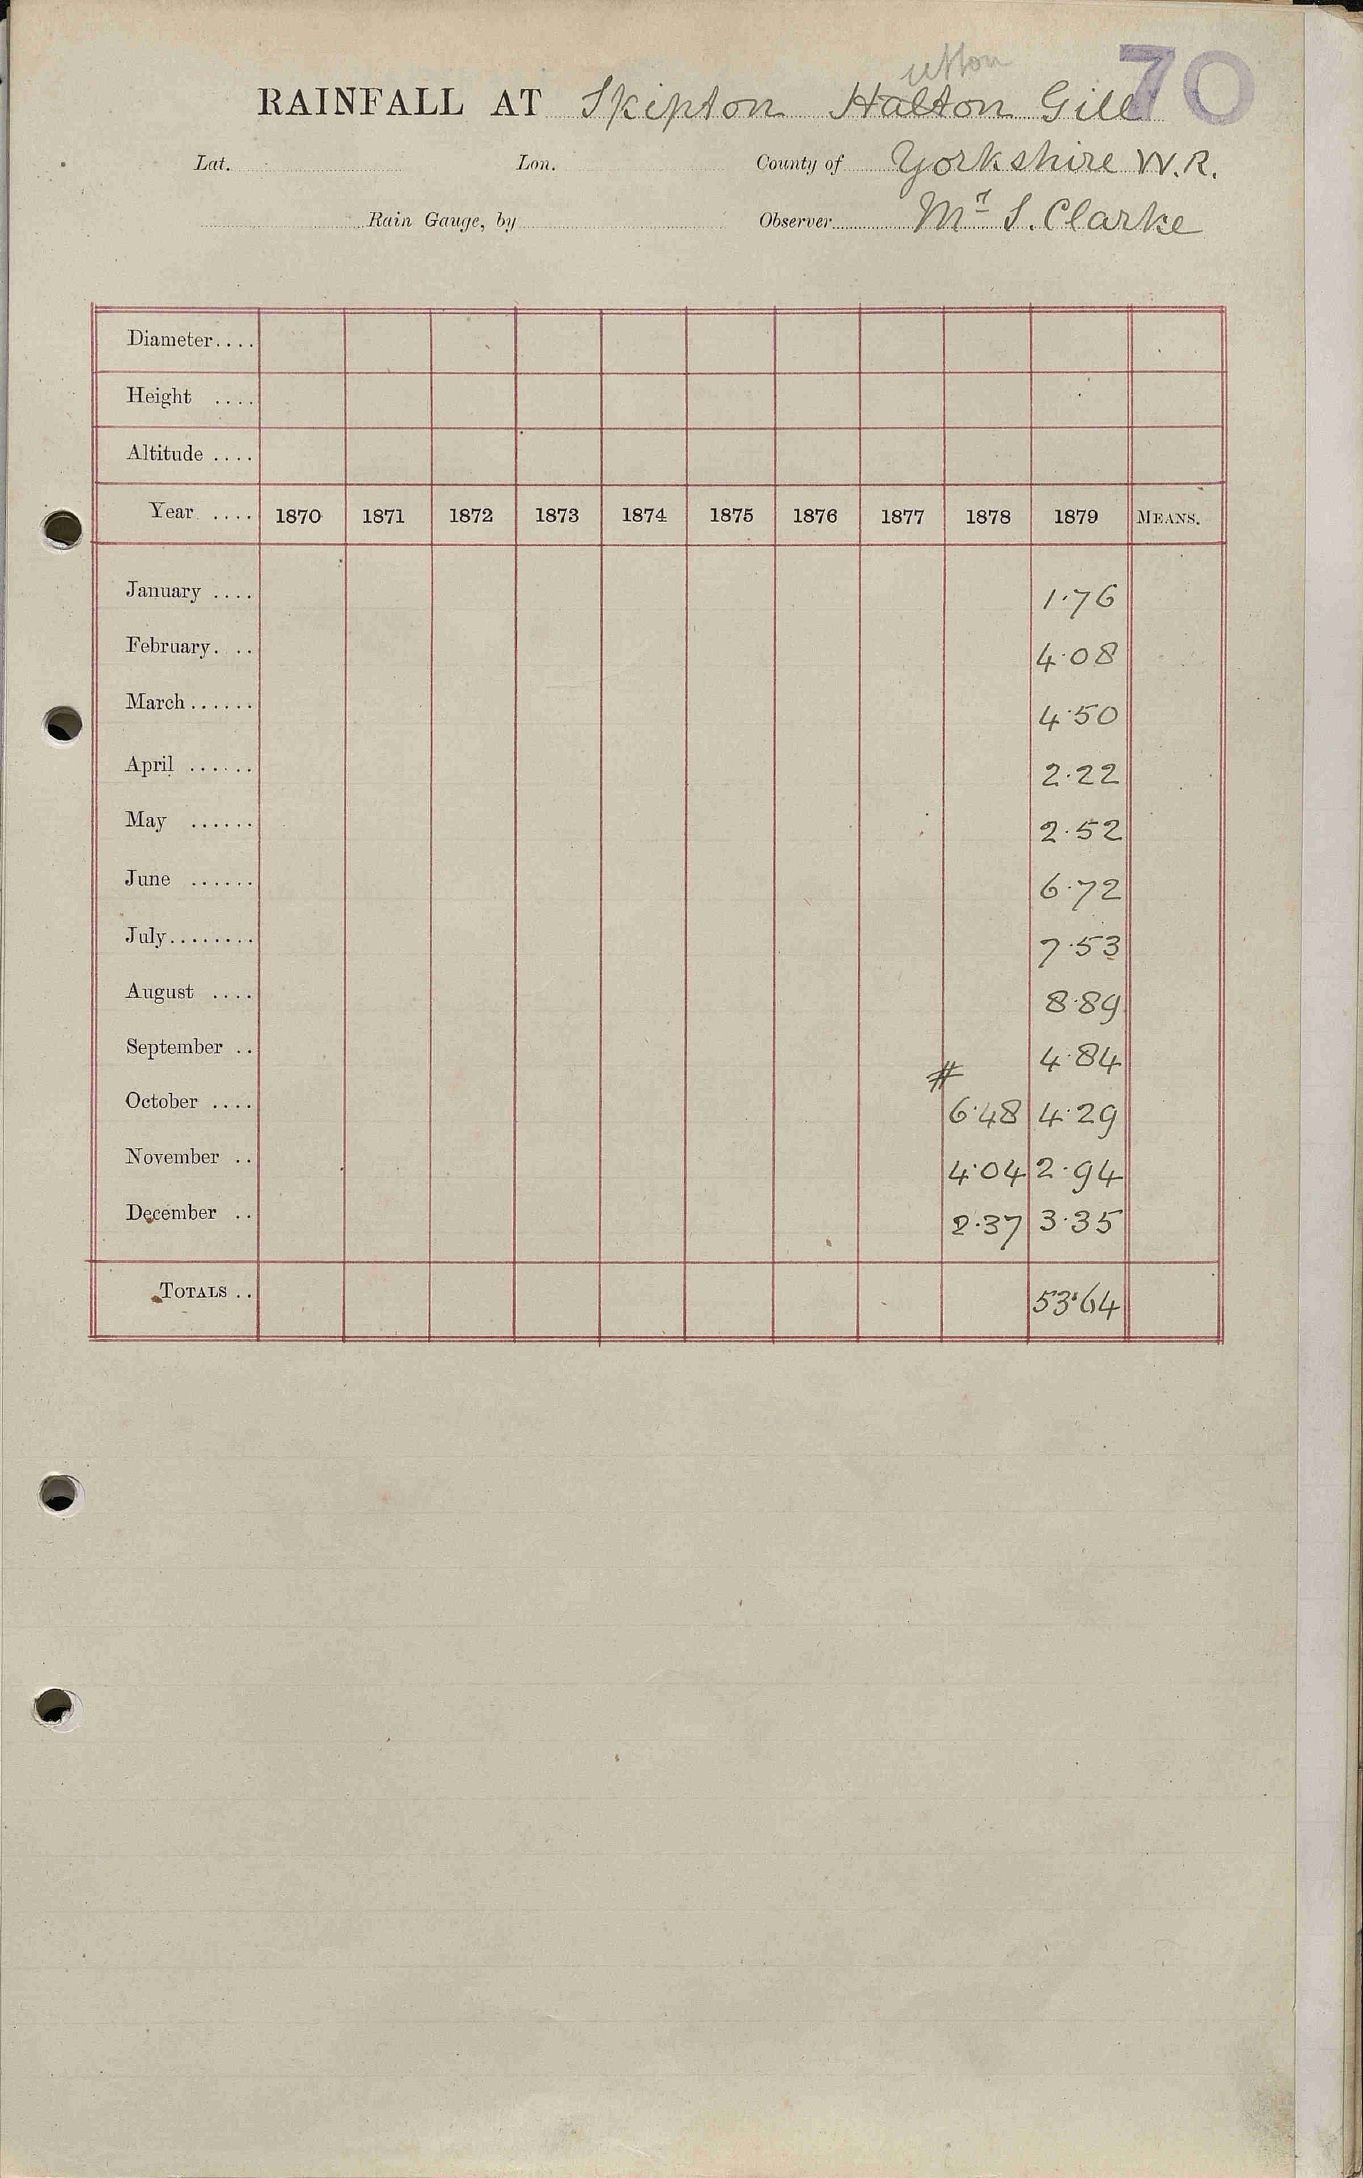 70
RAINFALL AT Skipton Halton Gill
Lat. Lon. County of Yorkshire W.R.
Rain Gauge, by Observer Mr S. Clarke
Diameter....
Height ....
Altitude ....
Year .... 1870 1871 1872 1873 1874 1875 1876 1877 1878 1879 MEANS.
January .... 1.76
February. .. 4.08
March...... 4.50
April ...... 2.22
May ...... 2.52
June ...... 6.72
July........ 7.53
August .... 8.89
September .. 4.84
#
October .... 6.48 4.29
November .. 4.04 2.94
December .. 2.37 3.35
TOTALS .. 53.64